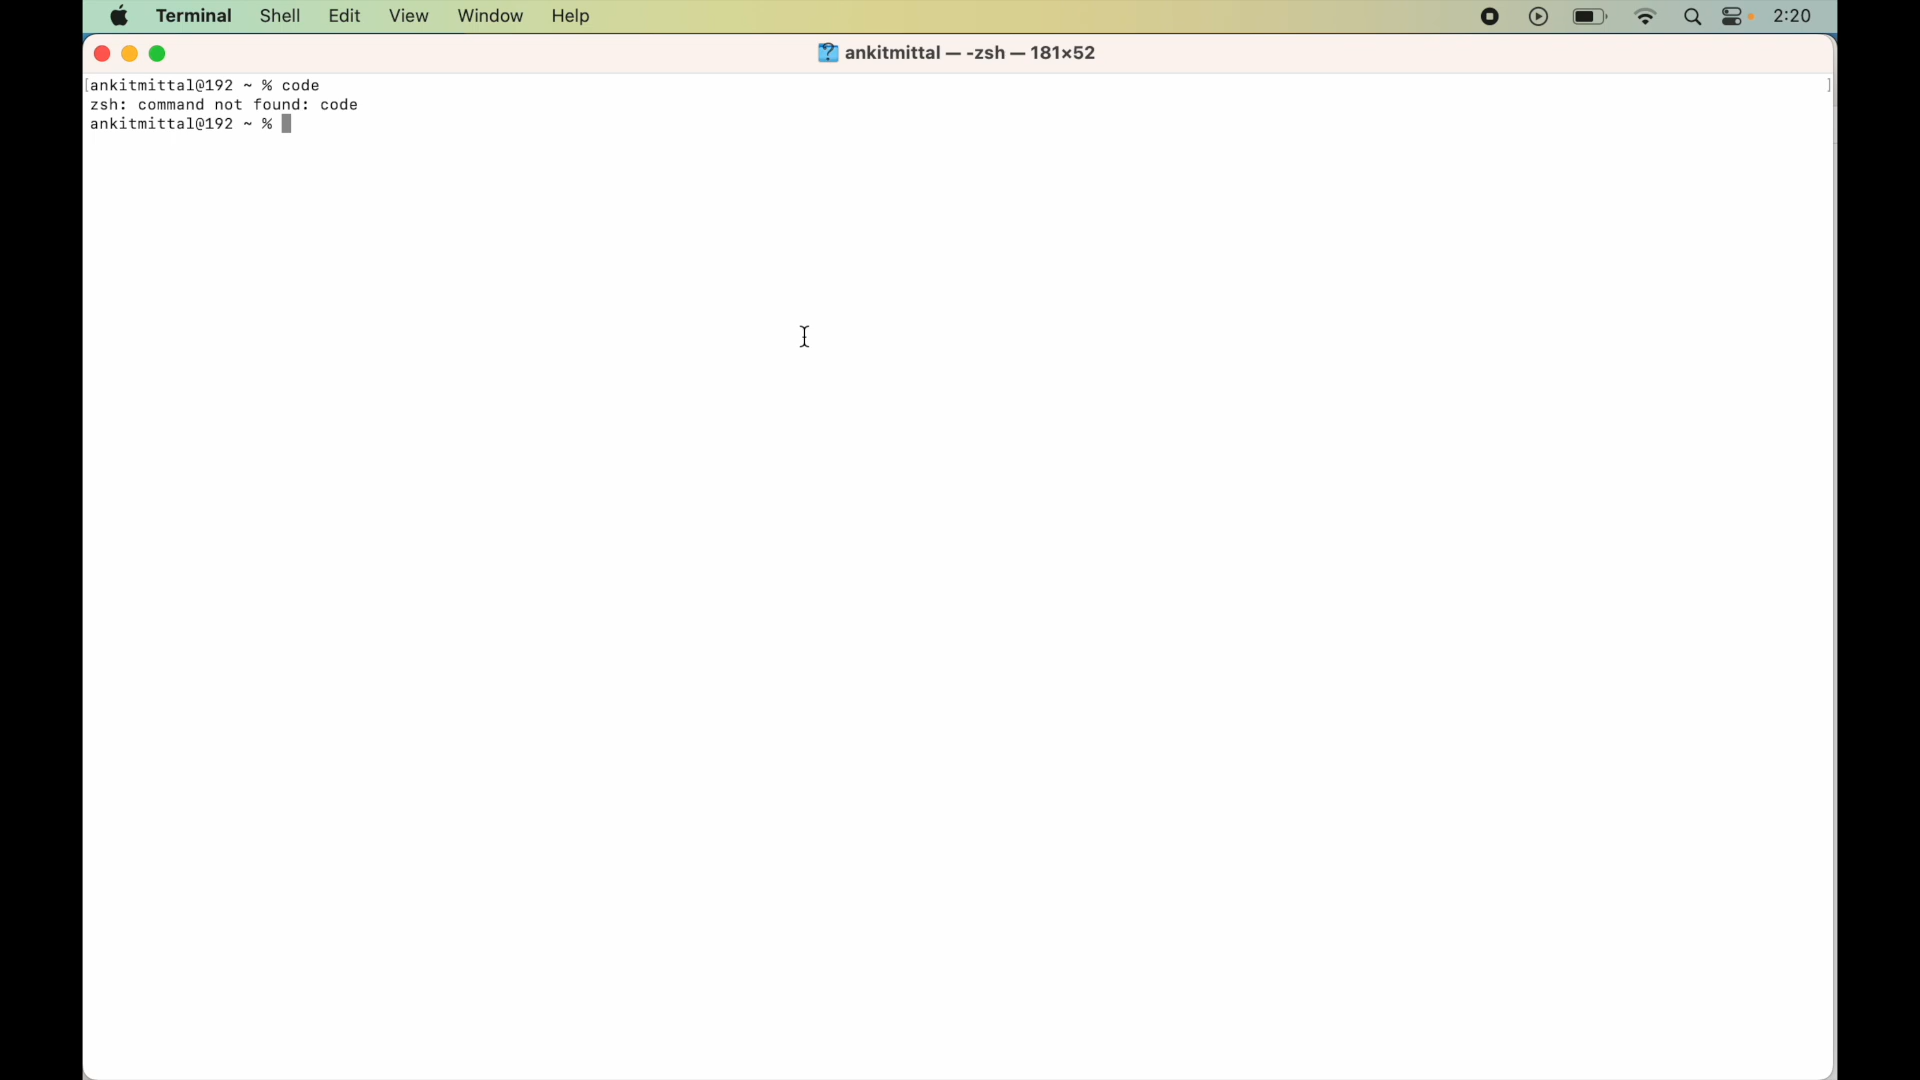 Terminal Shell Edit View Window Help 2:20
ankitmittal — -zsh — 181×52
[ankitmittal@192 ~ % code ]
zsh: command not found: code
ankitmittal@192 ~ %